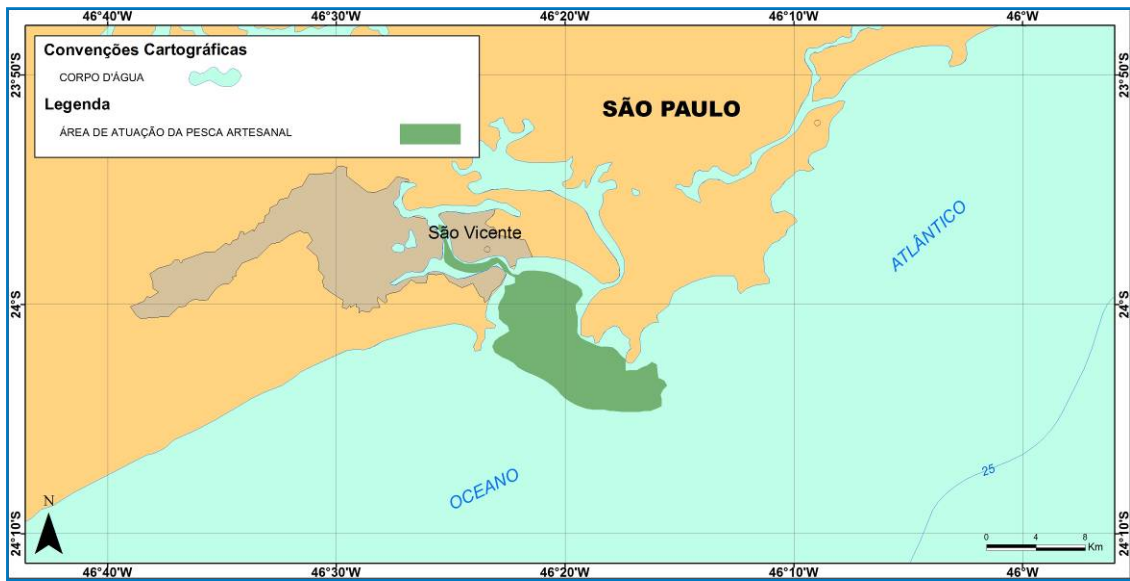 46°40'W 46°30'W 46°20'W 46°10'W 46°W
Convenções Cartográficas
CORPO D'ÁGUA
Legenda
ÁREA DE ATUAÇÃO DA PESCA ARTESANAL
23°50'S 23°50'S
SÃO PAULO
São Vicente
ATLÂNTICO
24°S 24°S
OCEANO
25
N
24°10'S 24°10'S
0 4 8
Km
46°40'W 46°30'W 46°20'W 46°10'W 46°W